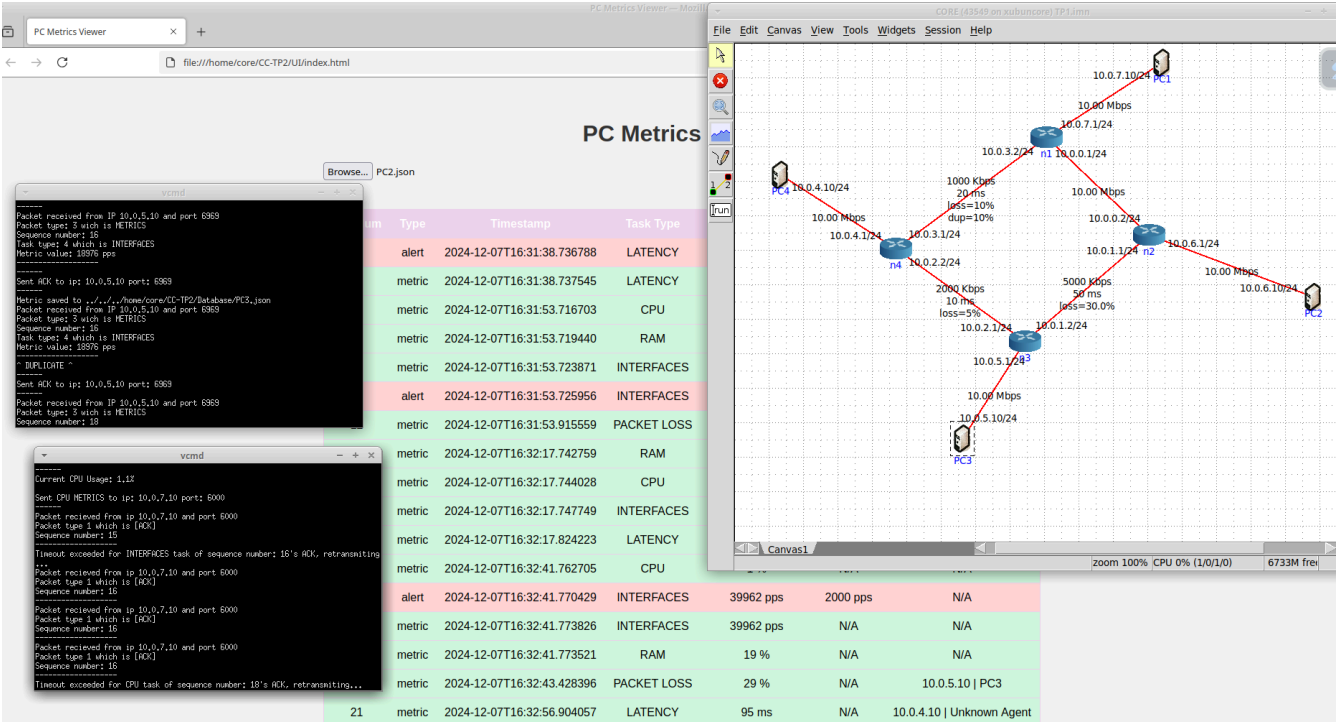 PC Metrics Viewer — Mozill
PC Metrics Viewer
file:///home/core/CC-TP2/UI/index.html
PC Metrics
Browse... PC2.json
um Type Timestamp Task Type
alert 2024-12-07T16:31:38.736788 LATENCY
metric 2024-12-07T16:31:38.737545 LATENCY
metric 2024-12-07T16:31:53.716703 CPU
metric 2024-12-07T16:31:53.719440 RAM
metric 2024-12-07T16:31:53.723871 INTERFACES
alert 2024-12-07T16:31:53.725956 INTERFACES
metric 2024-12-07T16:31:53.915559 PACKET LOSS
metric 2024-12-07T16:32:17.742759 RAM
metric 2024-12-07T16:32:17.744028 CPU
metric 2024-12-07T16:32:17.747749 INTERFACES
metric 2024-12-07T16:32:17.824223 LATENCY
metric 2024-12-07T16:32:41.762705 CPU
alert 2024-12-07T16:32:41.770429 INTERFACES 39962 pps 2000 pps N/A
metric 2024-12-07T16:32:41.773826 INTERFACES 39962 pps N/A N/A
metric 2024-12-07T16:32:41.773521 RAM 19 % N/A N/A
metric 2024-12-07T16:32:43.428396 PACKET LOSS 29 % N/A 10.0.5.10 | PC3
21 metric 2024-12-07T16:32:56.904057 LATENCY 95 ms N/A 10.0.4.10 | Unknown Agent
vcmd
------
Packet received from IP 10.0.5.10 and port 6969
Packet type: 3 wich is METRICS
Sequence number: 16
Task type: 4 which is INTERFACES
Metric value: 18976 pps
-------------------
------
Sent ACK to ip: 10.0.5.10 port: 6969
------
Metric saved to ../../../home/core/CC-TP2/Database/PC3.json
Packet received from IP 10.0.5.10 and port 6969
Packet type: 3 wich is METRICS
Sequence number: 16
Task type: 4 which is INTERFACES
Metric value: 18976 pps
-------------------
^ DUPLICATE ^
------
Sent ACK to ip: 10.0.5.10 port: 6969
------
Packet received from IP 10.0.5.10 and port 6969
Packet type: 3 wich is METRICS
Sequence number: 18
vcmd
------
Current CPU Usage: 1.1%
Sent CPU METRICS to ip: 10.0.7.10 port: 6000
------
Packet recieved from ip 10.0.7.10 and port 6000
Packet type 1 which is [ACK]
Sequence number: 15
-------------------
Timeout exceeded for INTERFACES task of sequence number: 16's ACK, retransmiting
...
Packet recieved from ip 10.0.7.10 and port 6000
Packet type 1 which is [ACK]
Sequence number: 16
-------------------
Packet recieved from ip 10.0.7.10 and port 6000
Packet type 1 which is [ACK]
Sequence number: 16
-------------------
Packet recieved from ip 10.0.7.10 and port 6000
Packet type 1 which is [ACK]
Sequence number: 16
-------------------
Timeout exceeded for CPU task of sequence number: 18's ACK, retransmiting...
CORE (43549 on xubuncore) TP1.imn
File Edit Canvas View Tools Widgets Session Help
1 2
run
10.0.7.10/24
PC1
10.00 Mbps
10.0.7.1/24
10.0.3.2/24
n1
10.0.0.1/24
PC4
10.0.4.10/24
1000 Kbps
20 ms
loss=10%
dup=10%
10.00 Mbps
10.00 Mbps
10.0.0.2/24
10.0.4.1/24
10.0.3.1/24
n4
10.0.2.2/24
10.0.1.1/24
n2
10.0.6.1/24
10.00 Mbps
2000 Kbps
10 ms
loss=5%
5000 Kbps
50 ms
loss=30.0%
10.0.6.10/24
PC2
10.0.2.1/24
10.0.1.2/24
10.0.5.1/24
n3
10.00 Mbps
10.0.5.10/24
PC3
Canvas1
zoom 100% CPU 0% (1/0/1/0) 6733M fre